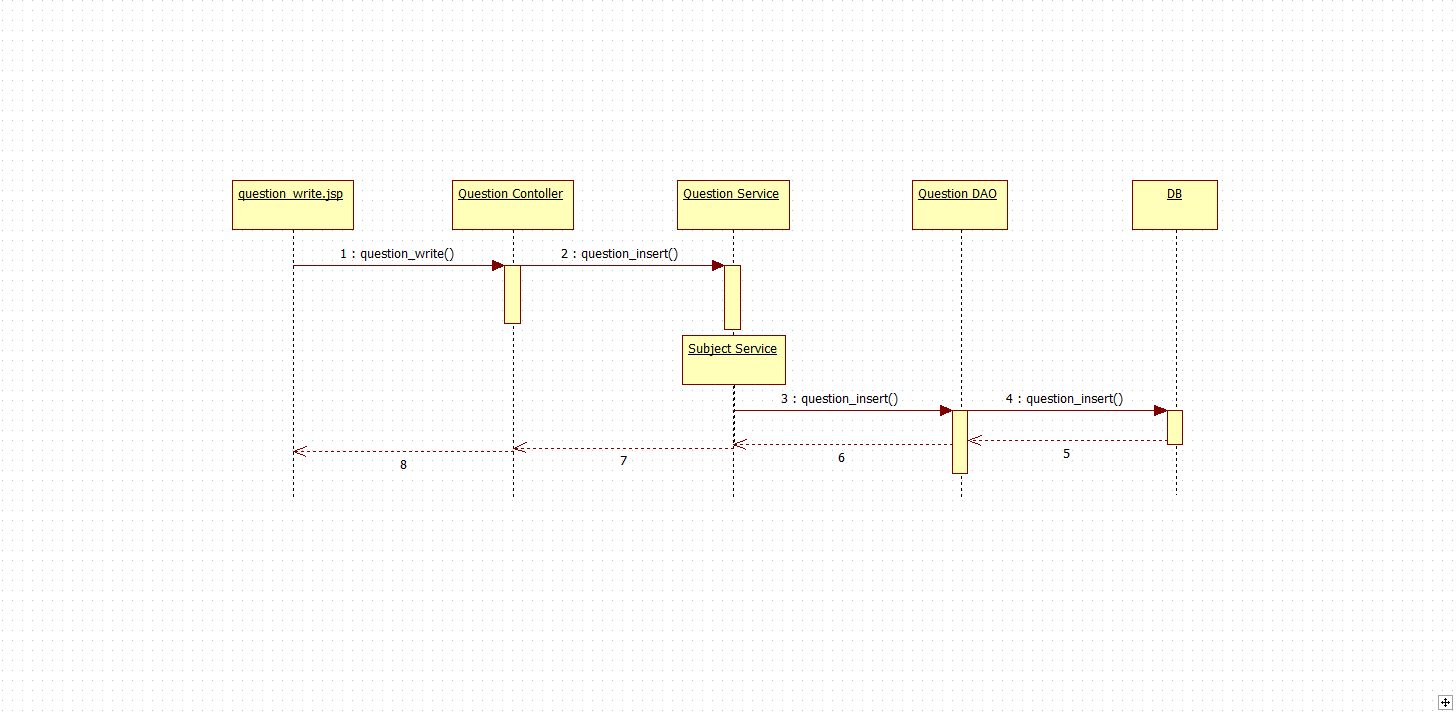 question_write.jsp
Question Contoller
Question Service
Question DAO
DB
1 : question_write()
2 : question_insert()
Subject Service
3 : question_insert()
4 : question_insert()
5
6
7
8